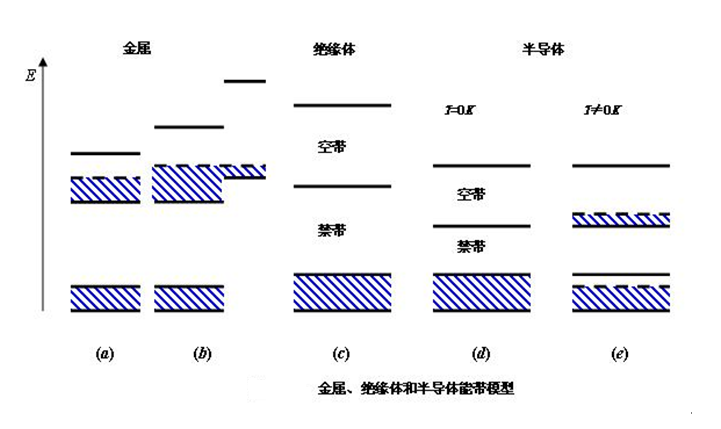 金属 绝缘体 半导体
E
T=0K T≠0K
空带 空带
禁带 禁带
(a) (b) (c) (d) (e)
金属、绝缘体和半导体能带模型